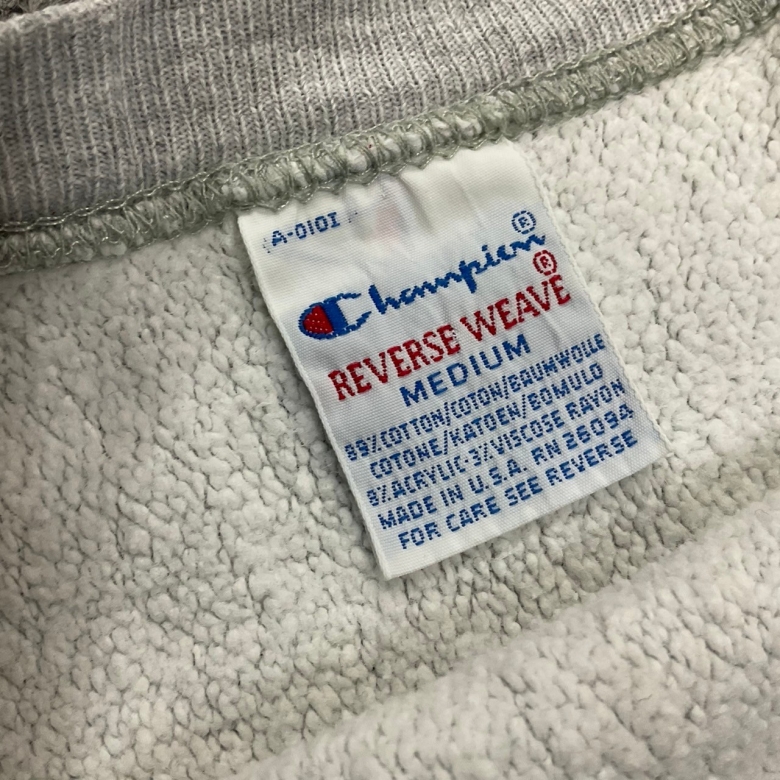 A-0101
Champion®
REVERSE WEAVE®
MEDIUM
89%COTTON/COTON/BAUMWOLLE
COTONE/KATOEN/BOMULD
8%ACRYLIC·3%VISCOSE RAYON
MADE IN U.S.A. RN 26094
FOR CARE SEE REVERSE